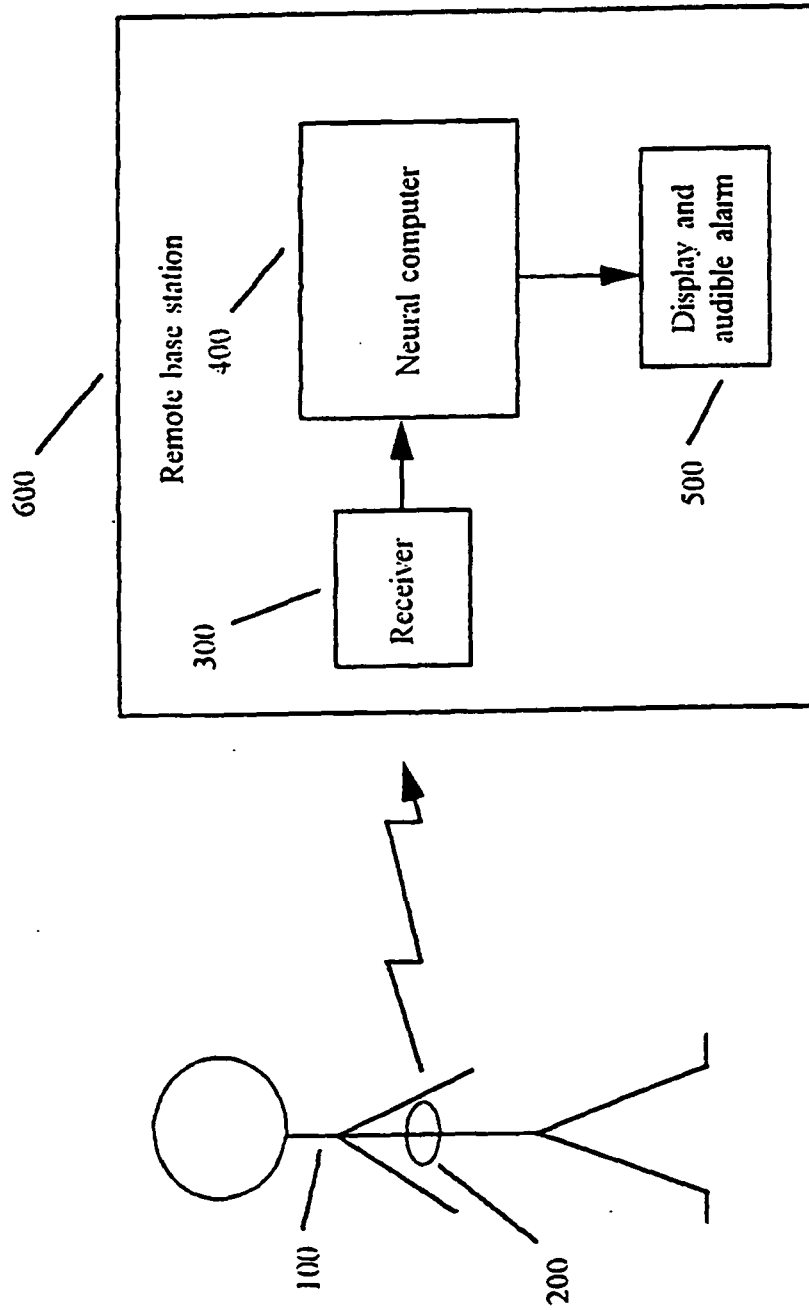 600
Remote base station
400
Neural computer
300
Receiver
Display and
audible alarm
500
100
200